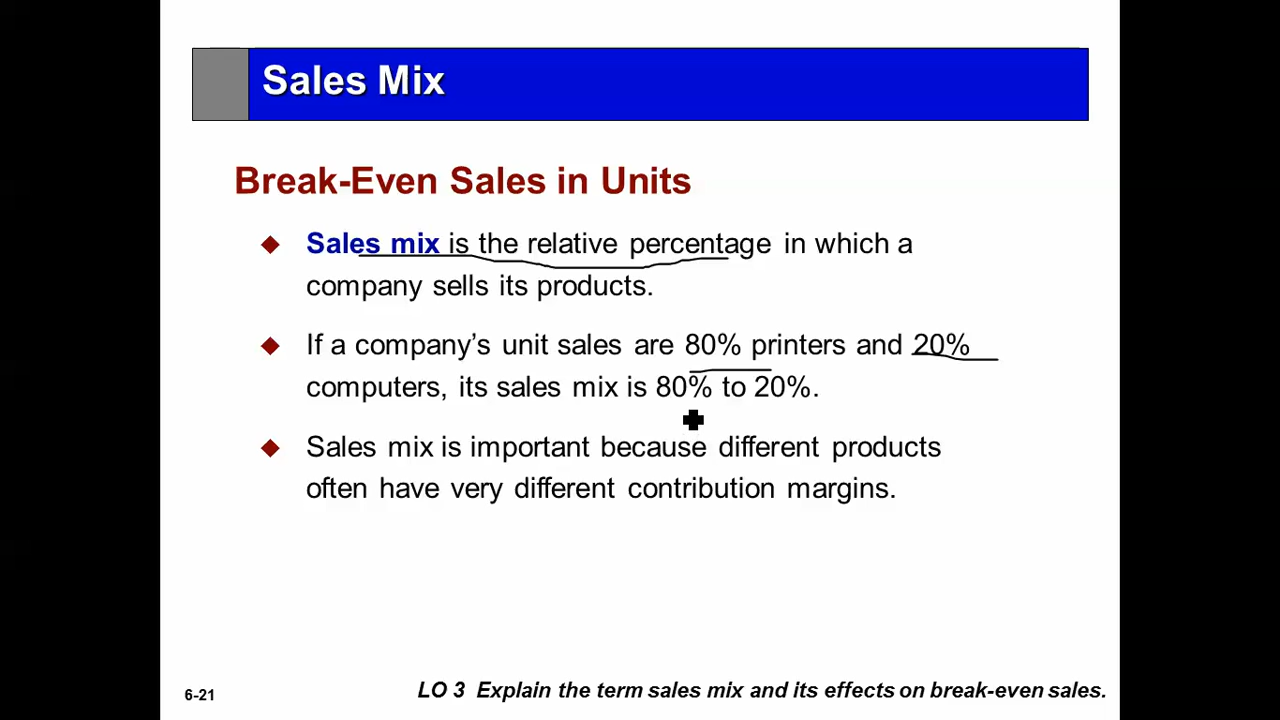 Sales Mix
Break-Even Sales in Units
Sales mix is the relative percentage in which a
company sells its products.
If a company’s unit sales are 80% printers and 20%
computers, its sales mix is 80% to 20%.
Sales mix is important because different products
often have very different contribution margins.
6-21
LO 3 Explain the term sales mix and its effects on break-even sales.